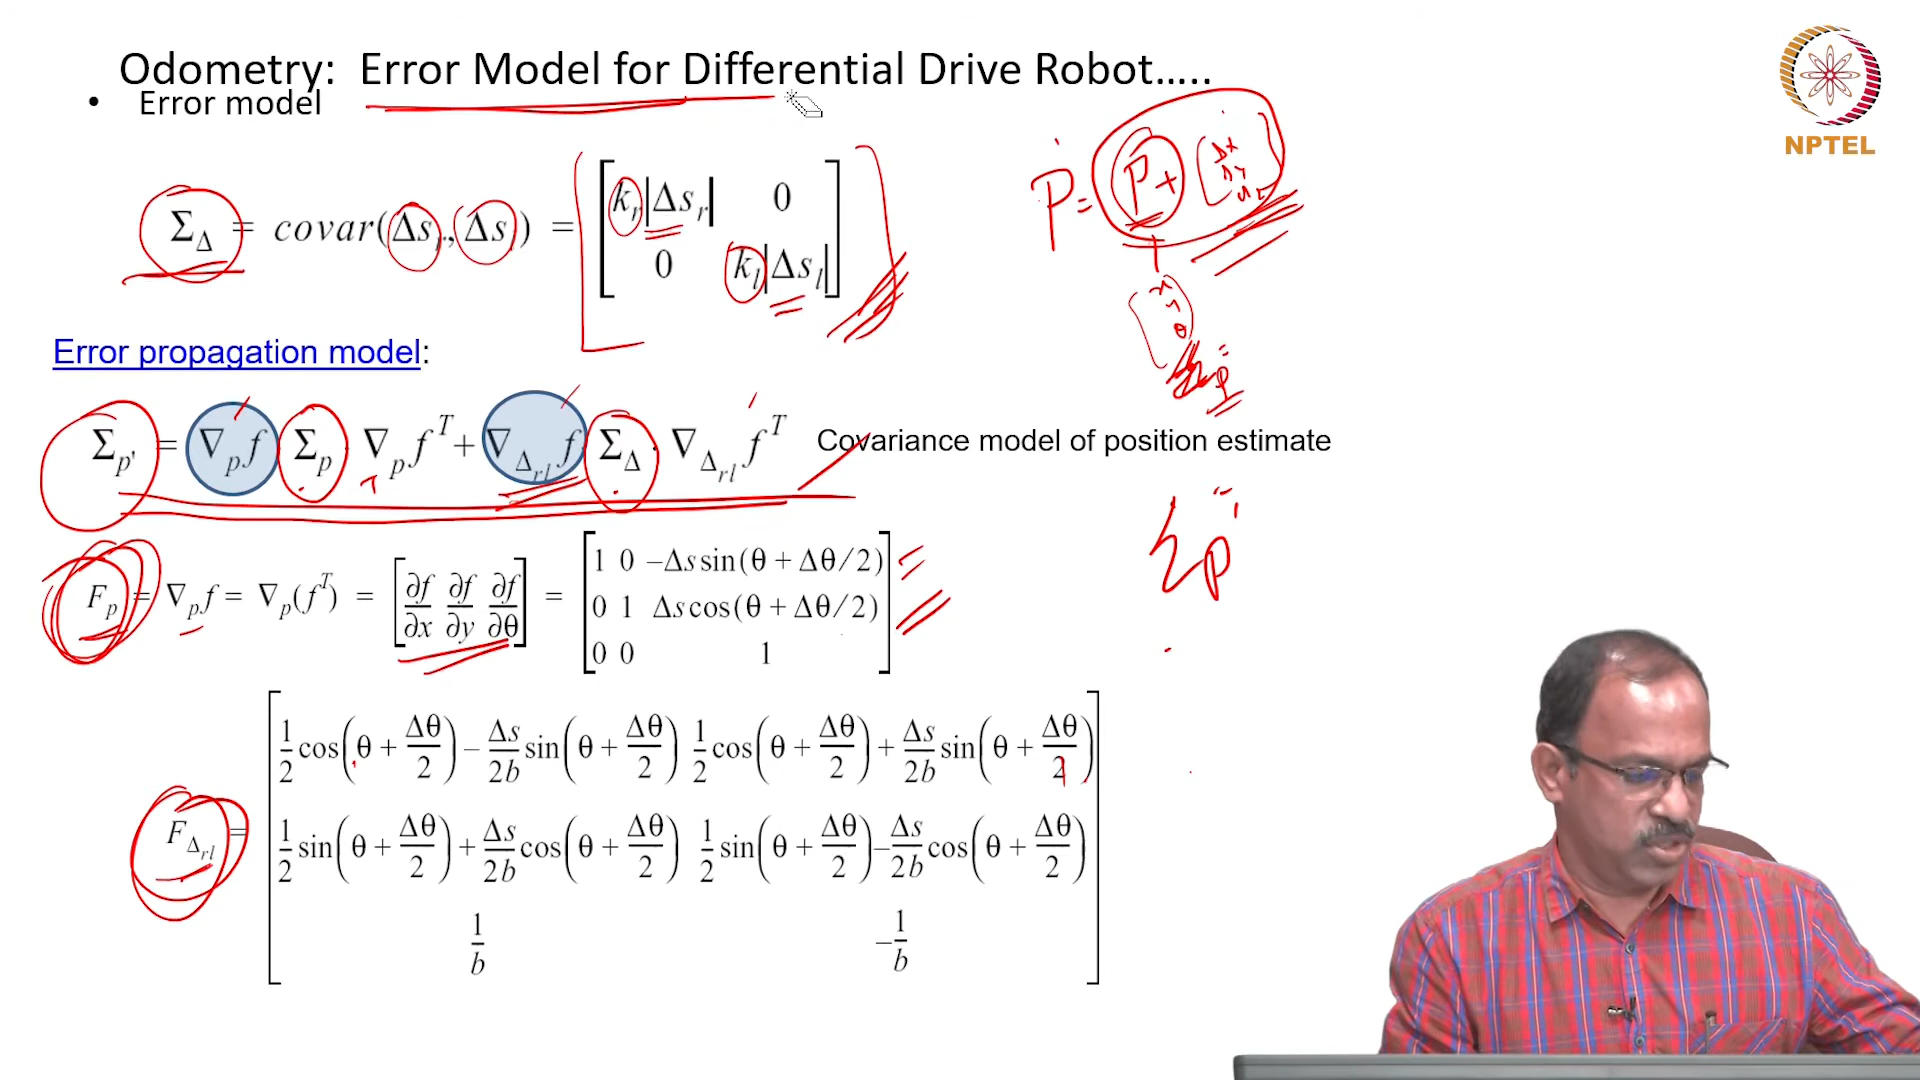 Odometry: Error Model for Differential Drive Robot…..
• Error model
NPTEL
Σ_Δ = covar(Δs_r, Δs_l) = [ k_r|Δs_r| 0
0 k_l|Δs_l| ]
p' = p + [ Δx
Δy
x
y
θ
Error propagation model:
Σ_p' = ∇_p f Σ_p ∇_p f^T + ∇_Δrl f Σ_Δ ∇_Δrl f^T Covariance model of position estimate
Σp
F_p = ∇_p f = ∇_p(f^T) = [ ∂f/∂x ∂f/∂y ∂f/∂θ ] = [ 1 0 −Δs sin(θ + Δθ/2)
0 1 Δs cos(θ + Δθ/2)
0 0 1 ]
F_Δrl = [ 1/2 cos(θ + Δθ/2) − Δs/2b sin(θ + Δθ/2) 1/2 cos(θ + Δθ/2) + Δs/2b sin(θ + Δθ/2)
1/2 sin(θ + Δθ/2) + Δs/2b cos(θ + Δθ/2) 1/2 sin(θ + Δθ/2) − Δs/2b cos(θ + Δθ/2)
1/b −1/b ]